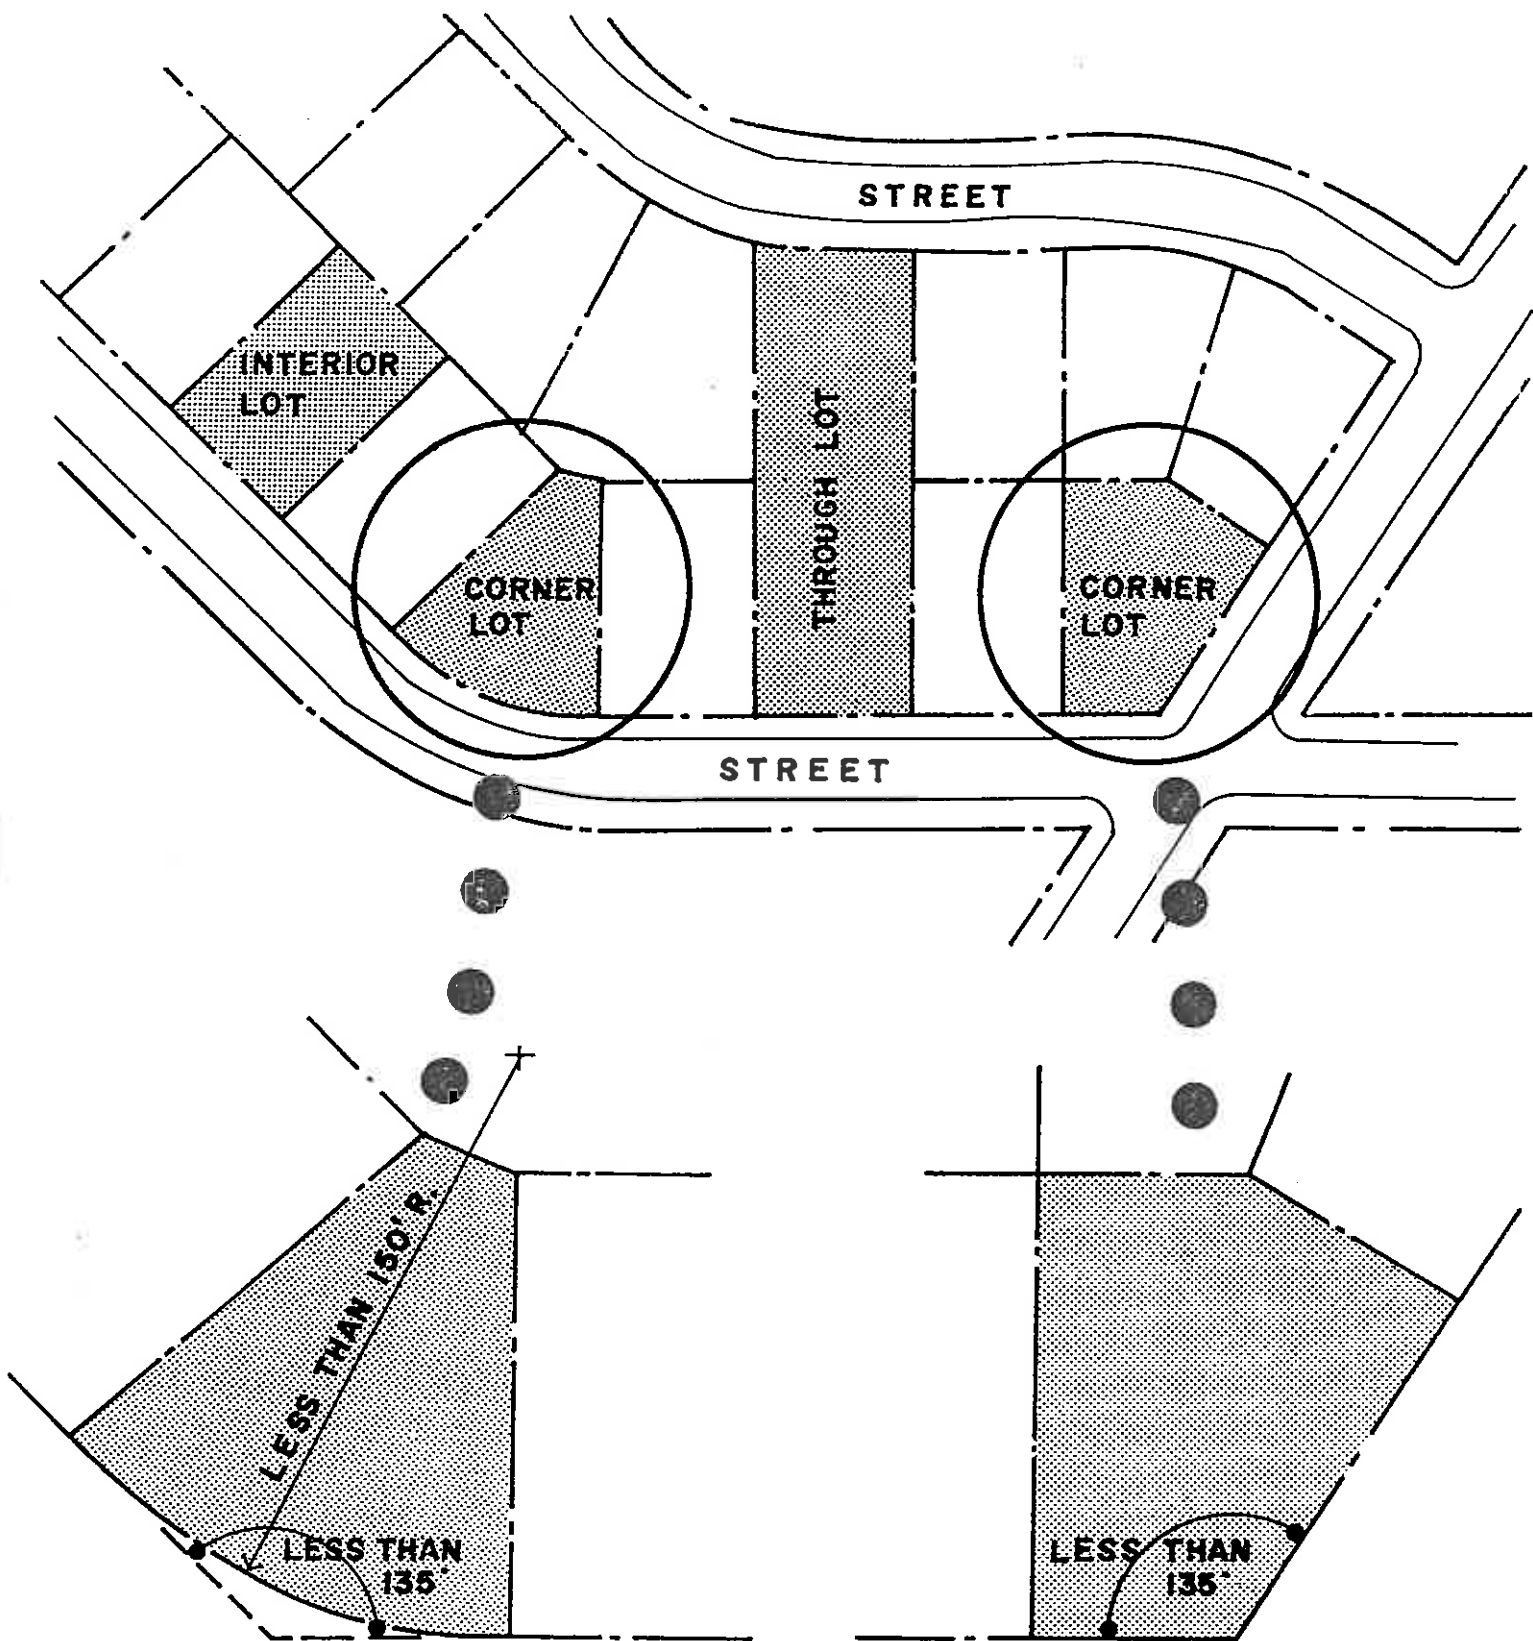 STREET
INTERIOR
LOT
THROUGH LOT
CORNER
LOT
CORNER
LOT
STREET
LESS THAN 150' R.
LESS THAN
135°
LESS THAN
135°